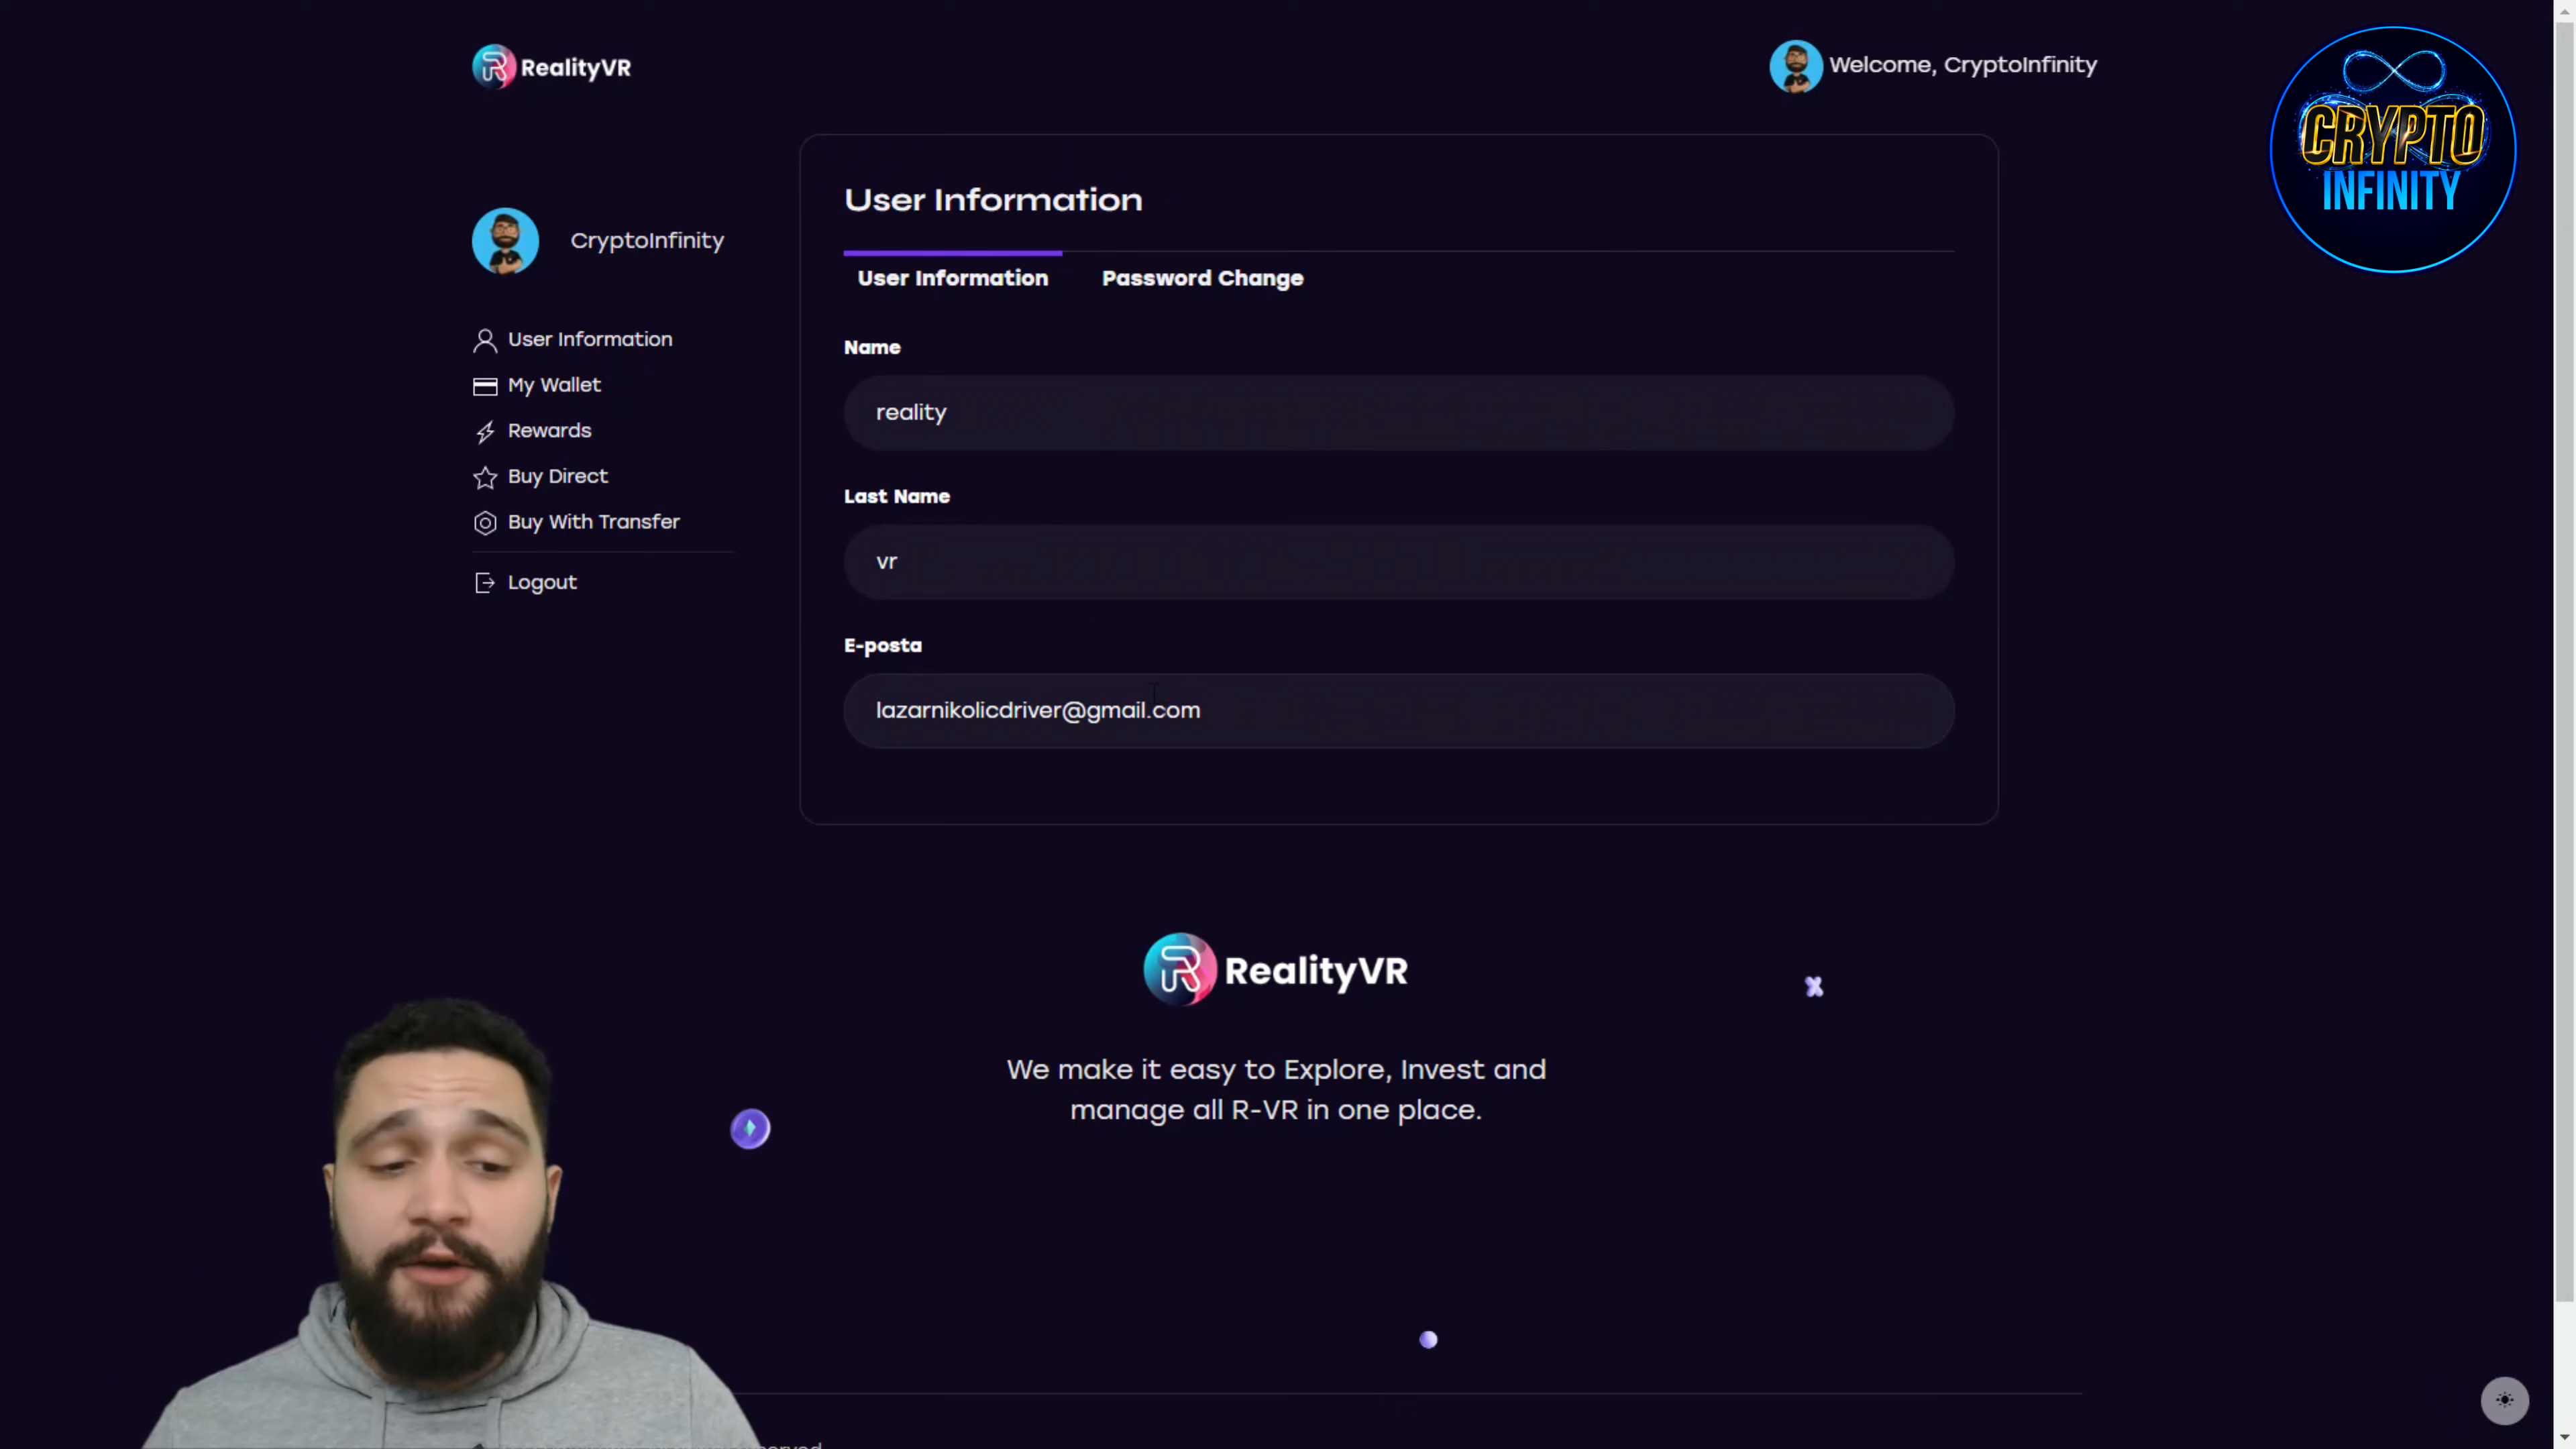 RealityVR
Welcome, CryptoInfinity
CRYPTO
INFINITY
CryptoInfinity
User Information
My Wallet
Rewards
Buy Direct
Buy With Transfer
Logout
User Information
User Information
Password Change
Name
reality
Last Name
vr
E-posta
lazarnikolicdriver@gmail.com
RealityVR
We make it easy to Explore, Invest and
manage all R-VR in one place.